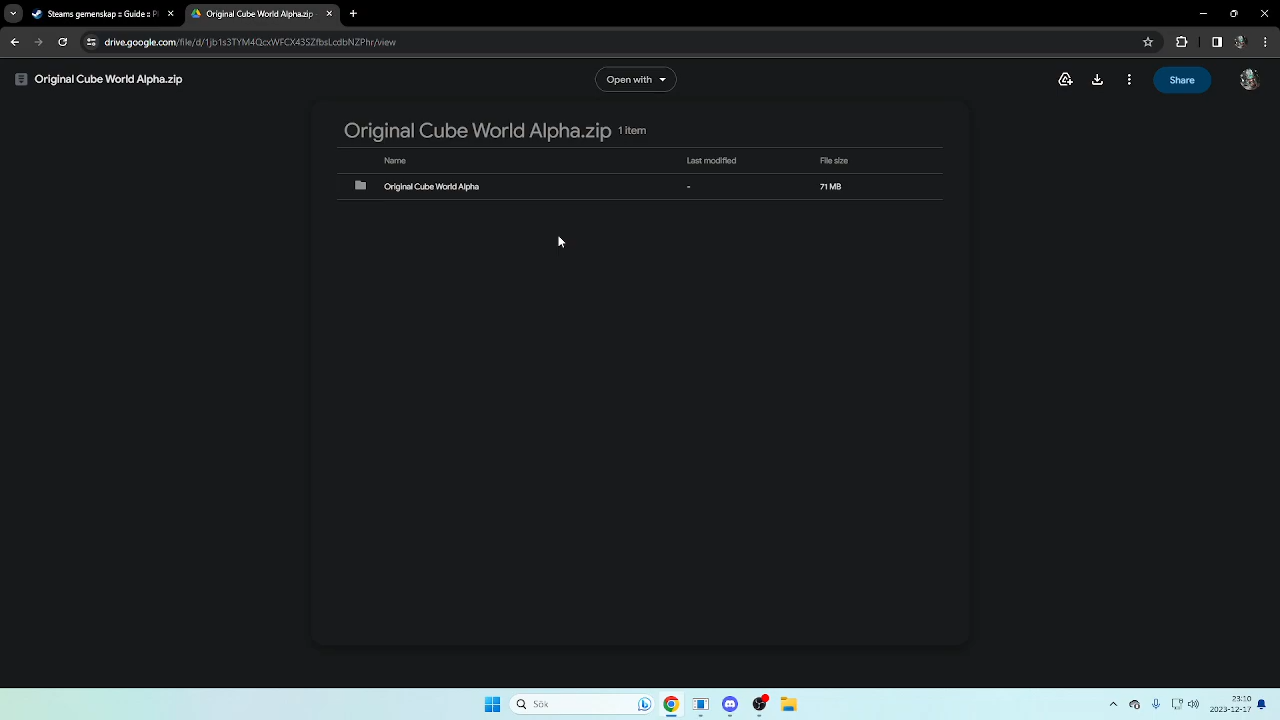 Steams gemenskap :: Guide :: Pl
Original Cube World Alpha.zip
drive.google.com/file/d/1jb1s3TYM4QcxWFCX43SZfbsLcdbNZPhr/view
Original Cube World Alpha.zip
Open with
Share
Original Cube World Alpha.zip 1 item
Name Last modified File size
Original Cube World Alpha - 71 MB
Sök
23:10
2023-12-17